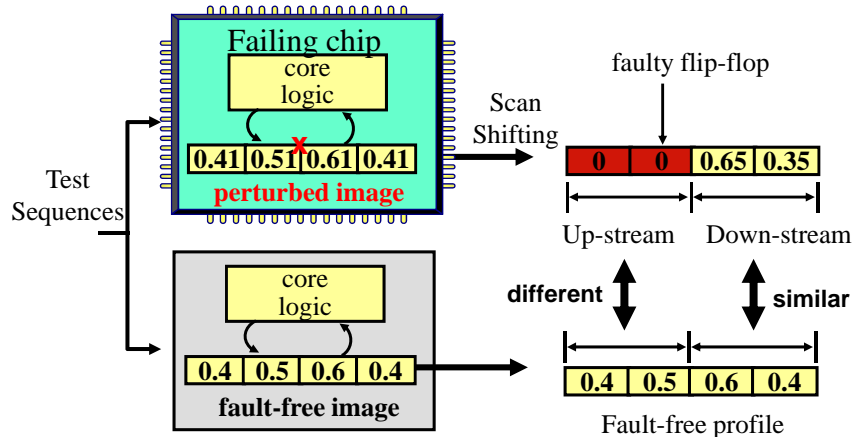 Failing chip
core
logic
x
0.41 0.51 0.61 0.41
perturbed image
Test
Sequences
Scan
Shifting
faulty flip-flop
0 0 0.65 0.35
Up-stream Down-stream
different similar
core
logic
0.4 0.5 0.6 0.4
fault-free image
0.4 0.5 0.6 0.4
Fault-free profile